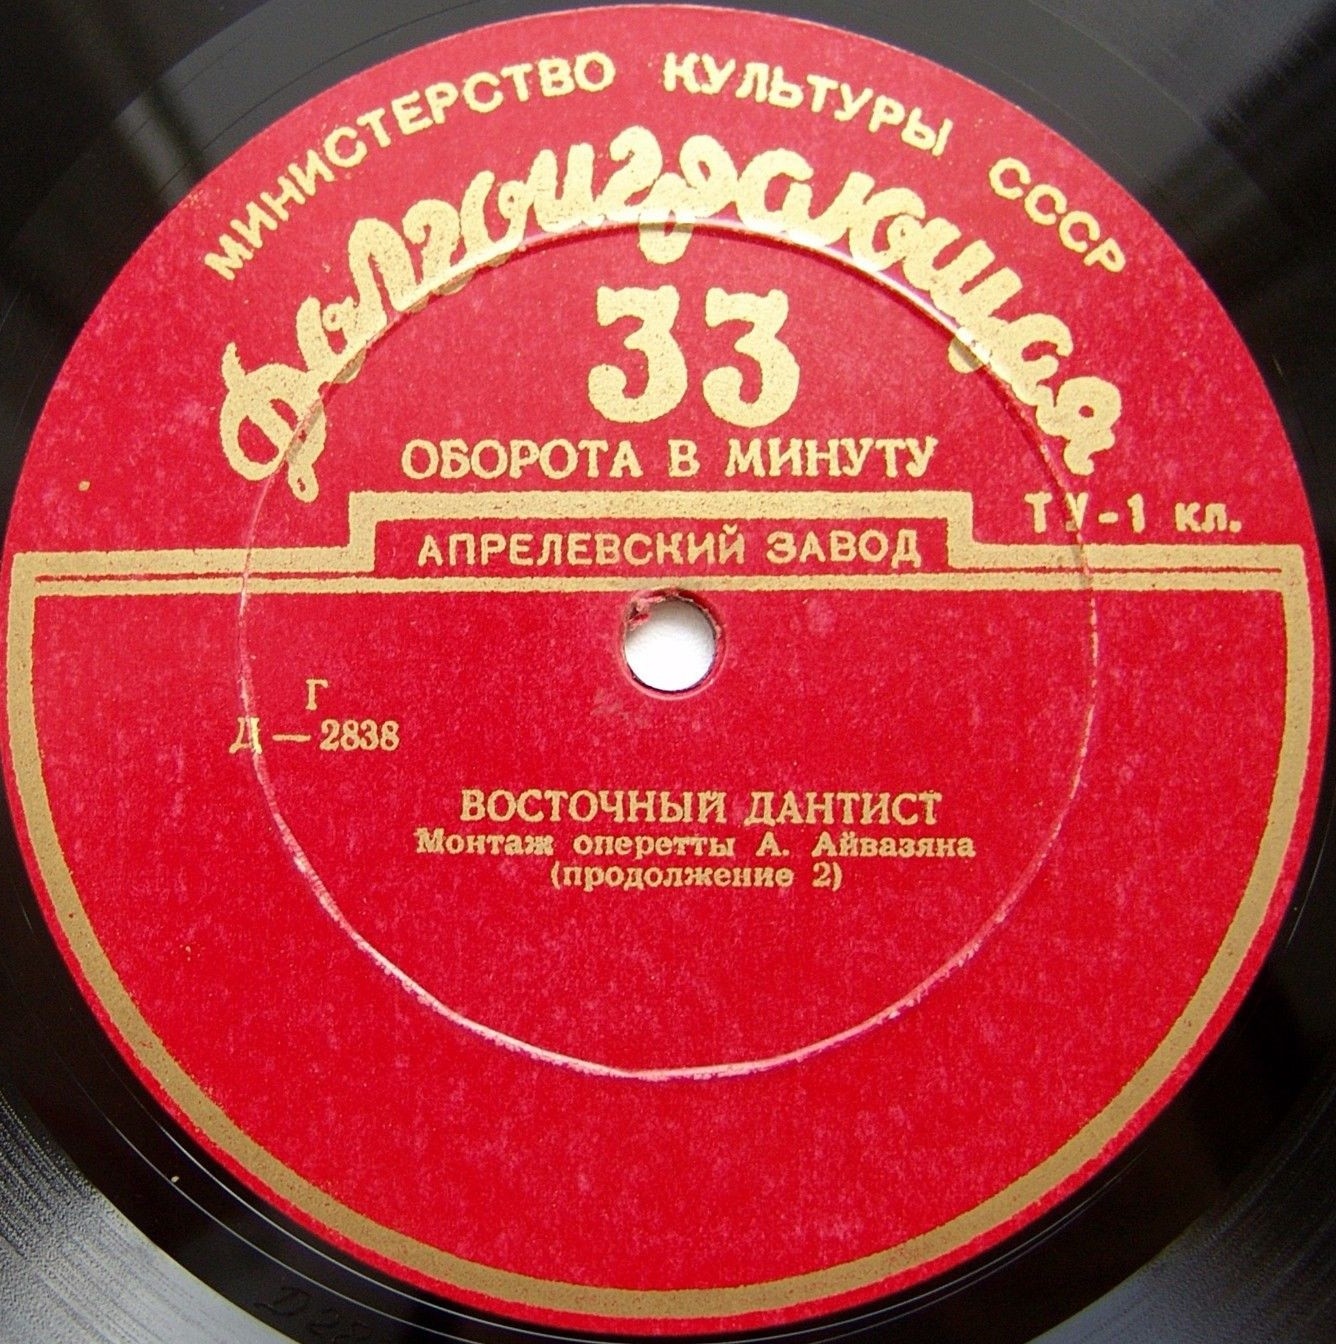 МИНИСТЕРСТВО КУЛЬТУРЫ СССР
Долгоиграющая
33
ОБОРОТА В МИНУТУ
ТУ-1 кл.
АПРЕЛЕВСКИЙ ЗАВОД
Г
Д — 2838
ВОСТОЧНЫЙ ДАНТИСТ
Монтаж оперетты А. Айвазяна
(продолжение 2)